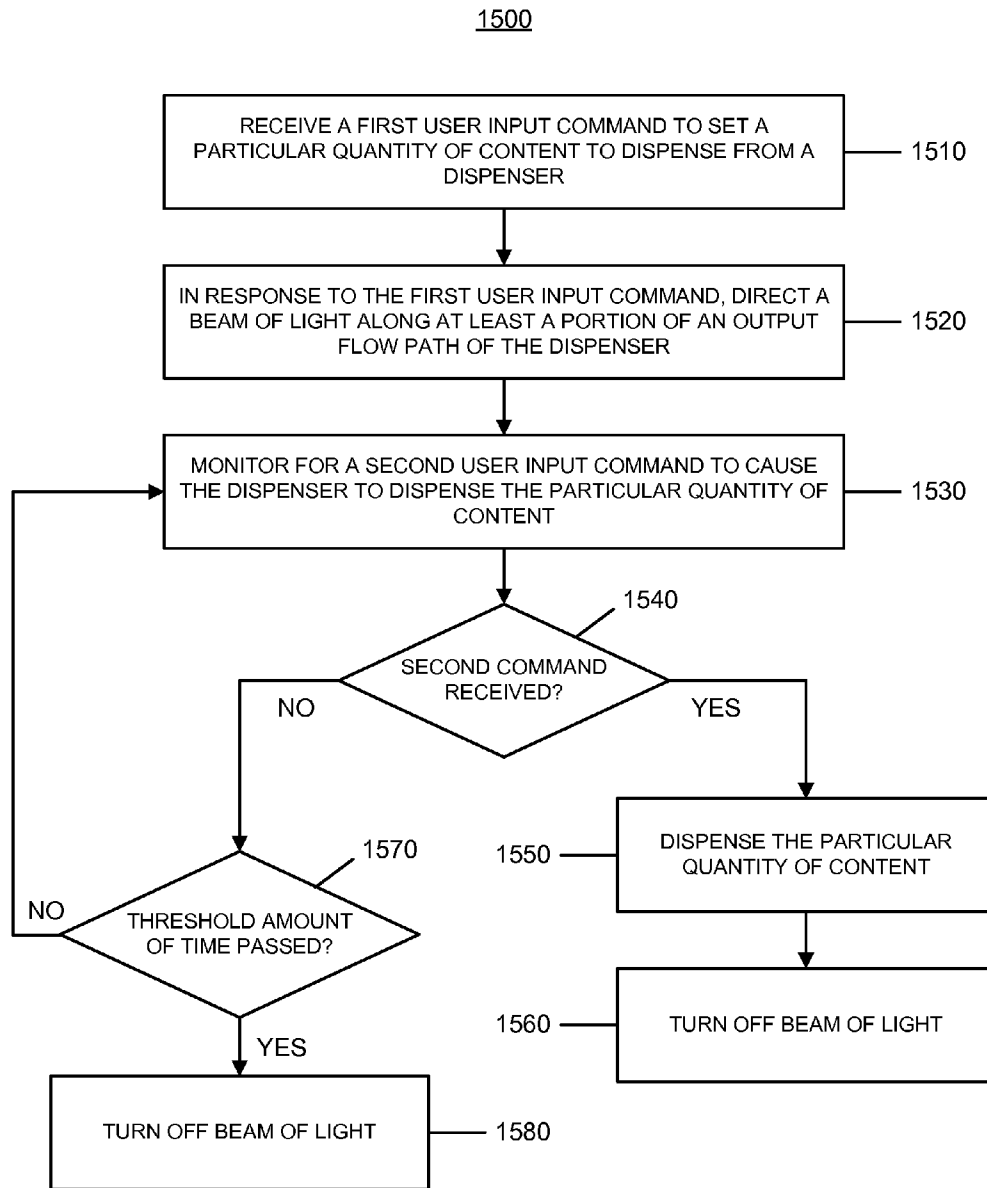 1500
RECEIVE A FIRST USER INPUT COMMAND TO SET A
PARTICULAR QUANTITY OF CONTENT TO DISPENSE FROM A
DISPENSER
1510
IN RESPONSE TO THE FIRST USER INPUT COMMAND, DIRECT A
BEAM OF LIGHT ALONG AT LEAST A PORTION OF AN OUTPUT
FLOW PATH OF THE DISPENSER
1520
MONITOR FOR A SECOND USER INPUT COMMAND TO CAUSE
THE DISPENSER TO DISPENSE THE PARTICULAR QUANTITY OF
CONTENT
1530
1540
SECOND COMMAND
RECEIVED?
NO
YES
1550
DISPENSE THE PARTICULAR
QUANTITY OF CONTENT
1570
NO
THRESHOLD AMOUNT
OF TIME PASSED?
YES
1560
TURN OFF BEAM OF LIGHT
TURN OFF BEAM OF LIGHT
1580